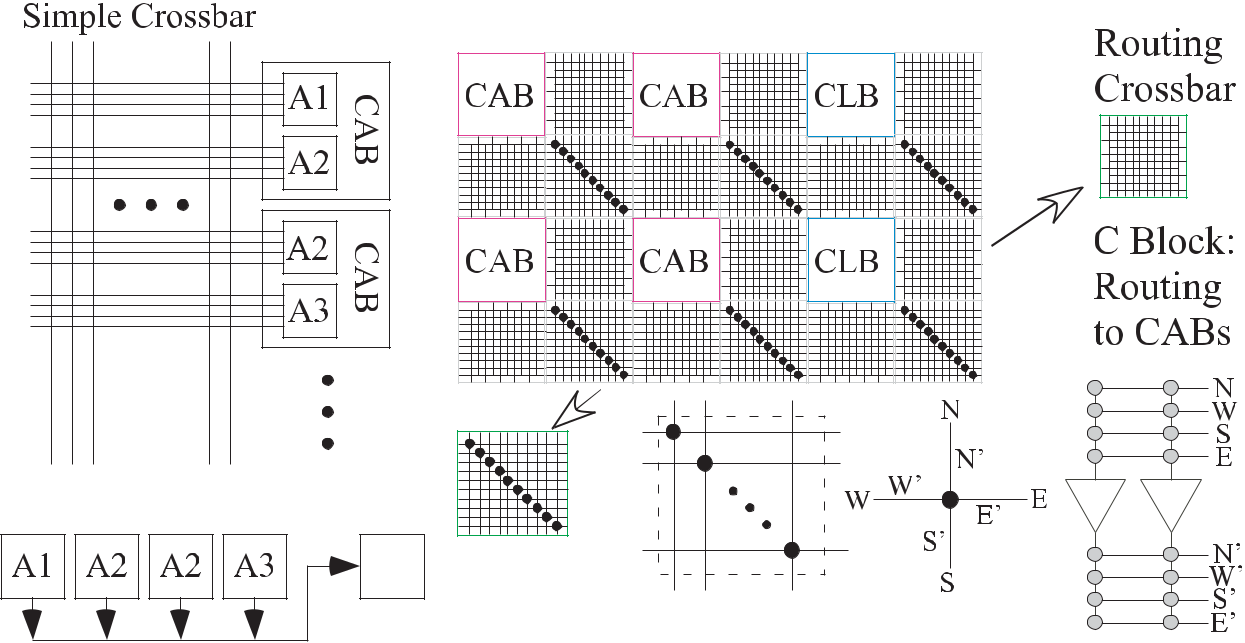 Simple Crossbar
A1
A2
CAB
A2
A3
CAB
A1 A2 A2 A3
CAB CAB CLB
CAB CAB CLB
Routing
Crossbar
C Block:
Routing
to CABs
N
N'
W W' E' E
S'
S
N
W
S
E
N'
W'
S'
E'